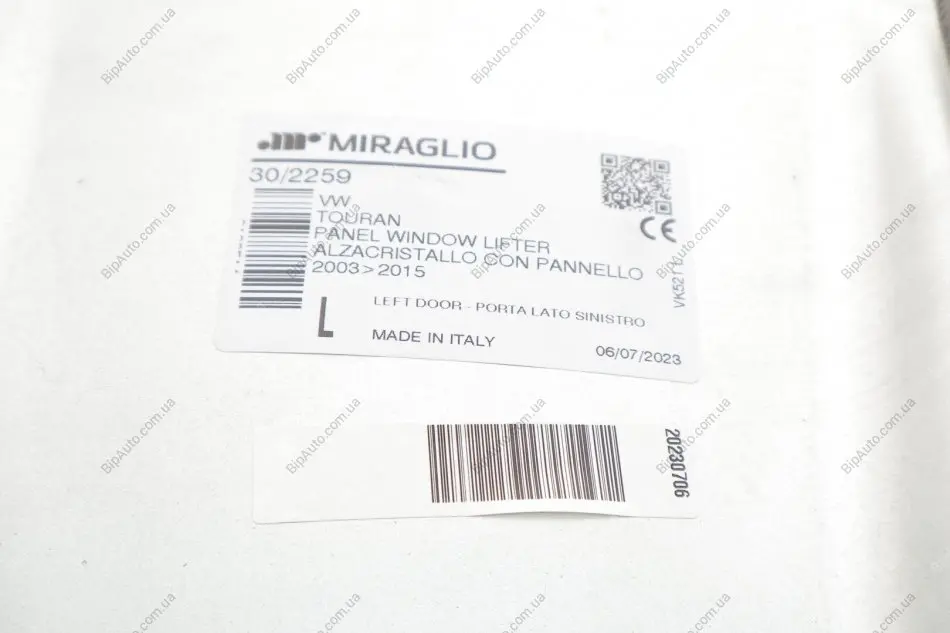 MIRAGLIO
30/2259
VW
TOURAN
PANEL WINDOW LIFTER
ALZACRISTALLO CON PANNELLO
2003>2015
L
LEFT DOOR - PORTA LATO SINISTRO
MADE IN ITALY
06/07/2023
CE
20230706
BipAuto.com.ua